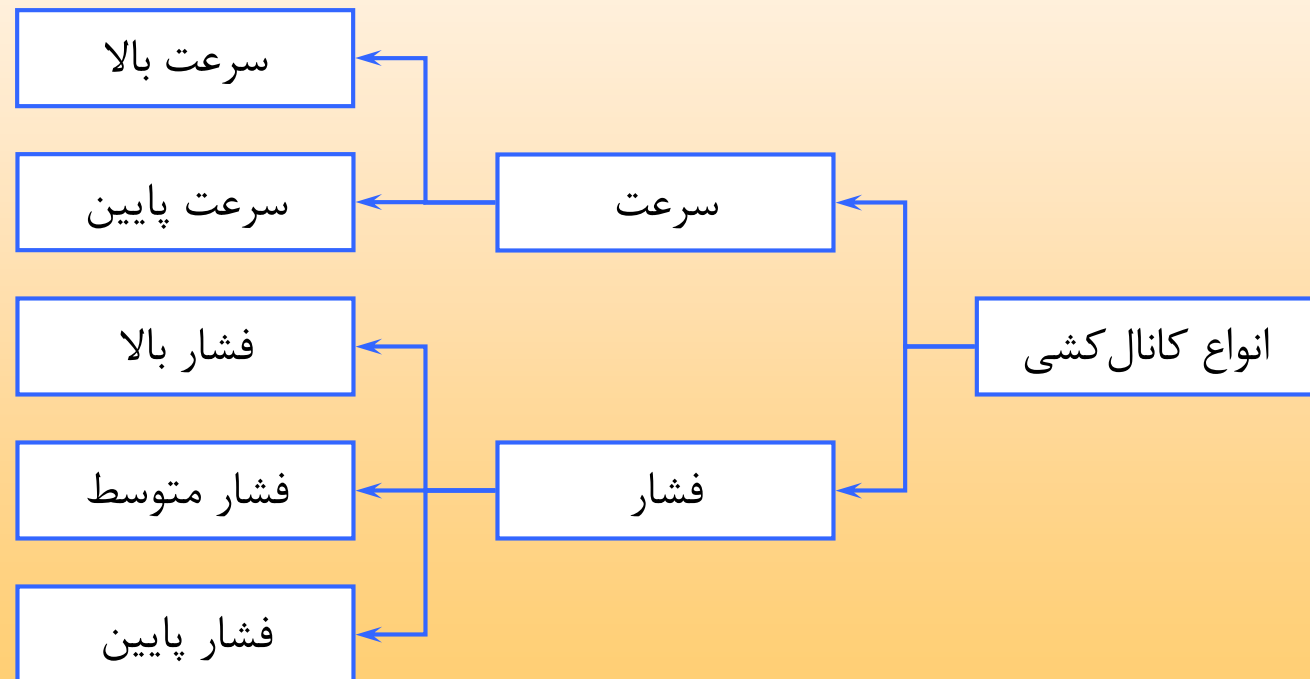 انواع کانال‌کشی
سرعت
سرعت بالا
سرعت پایین
فشار
فشار بالا
فشار متوسط
فشار پایین